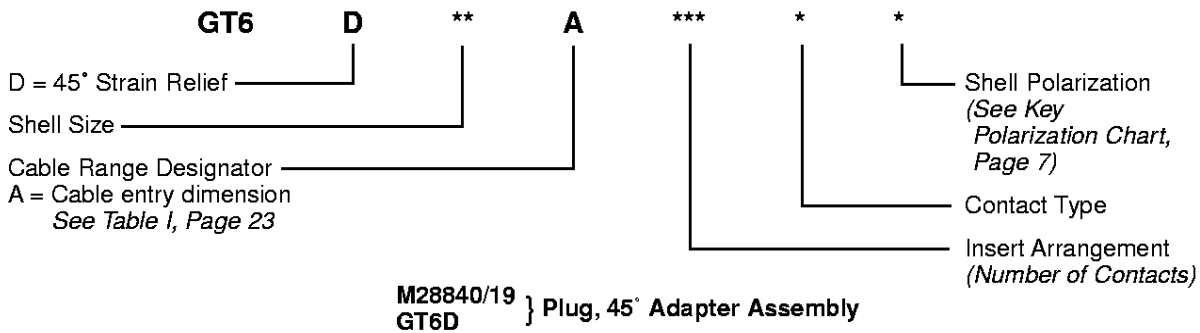 GT6 D ** A *** * *
D = 45° Strain Relief
Shell Size
Cable Range Designator
A = Cable entry dimension
See Table I, Page 23
Shell Polarization
(See Key
Polarization Chart,
Page 7)
Contact Type
Insert Arrangement
(Number of Contacts)
M28840/19
GT6D
} Plug, 45° Adapter Assembly